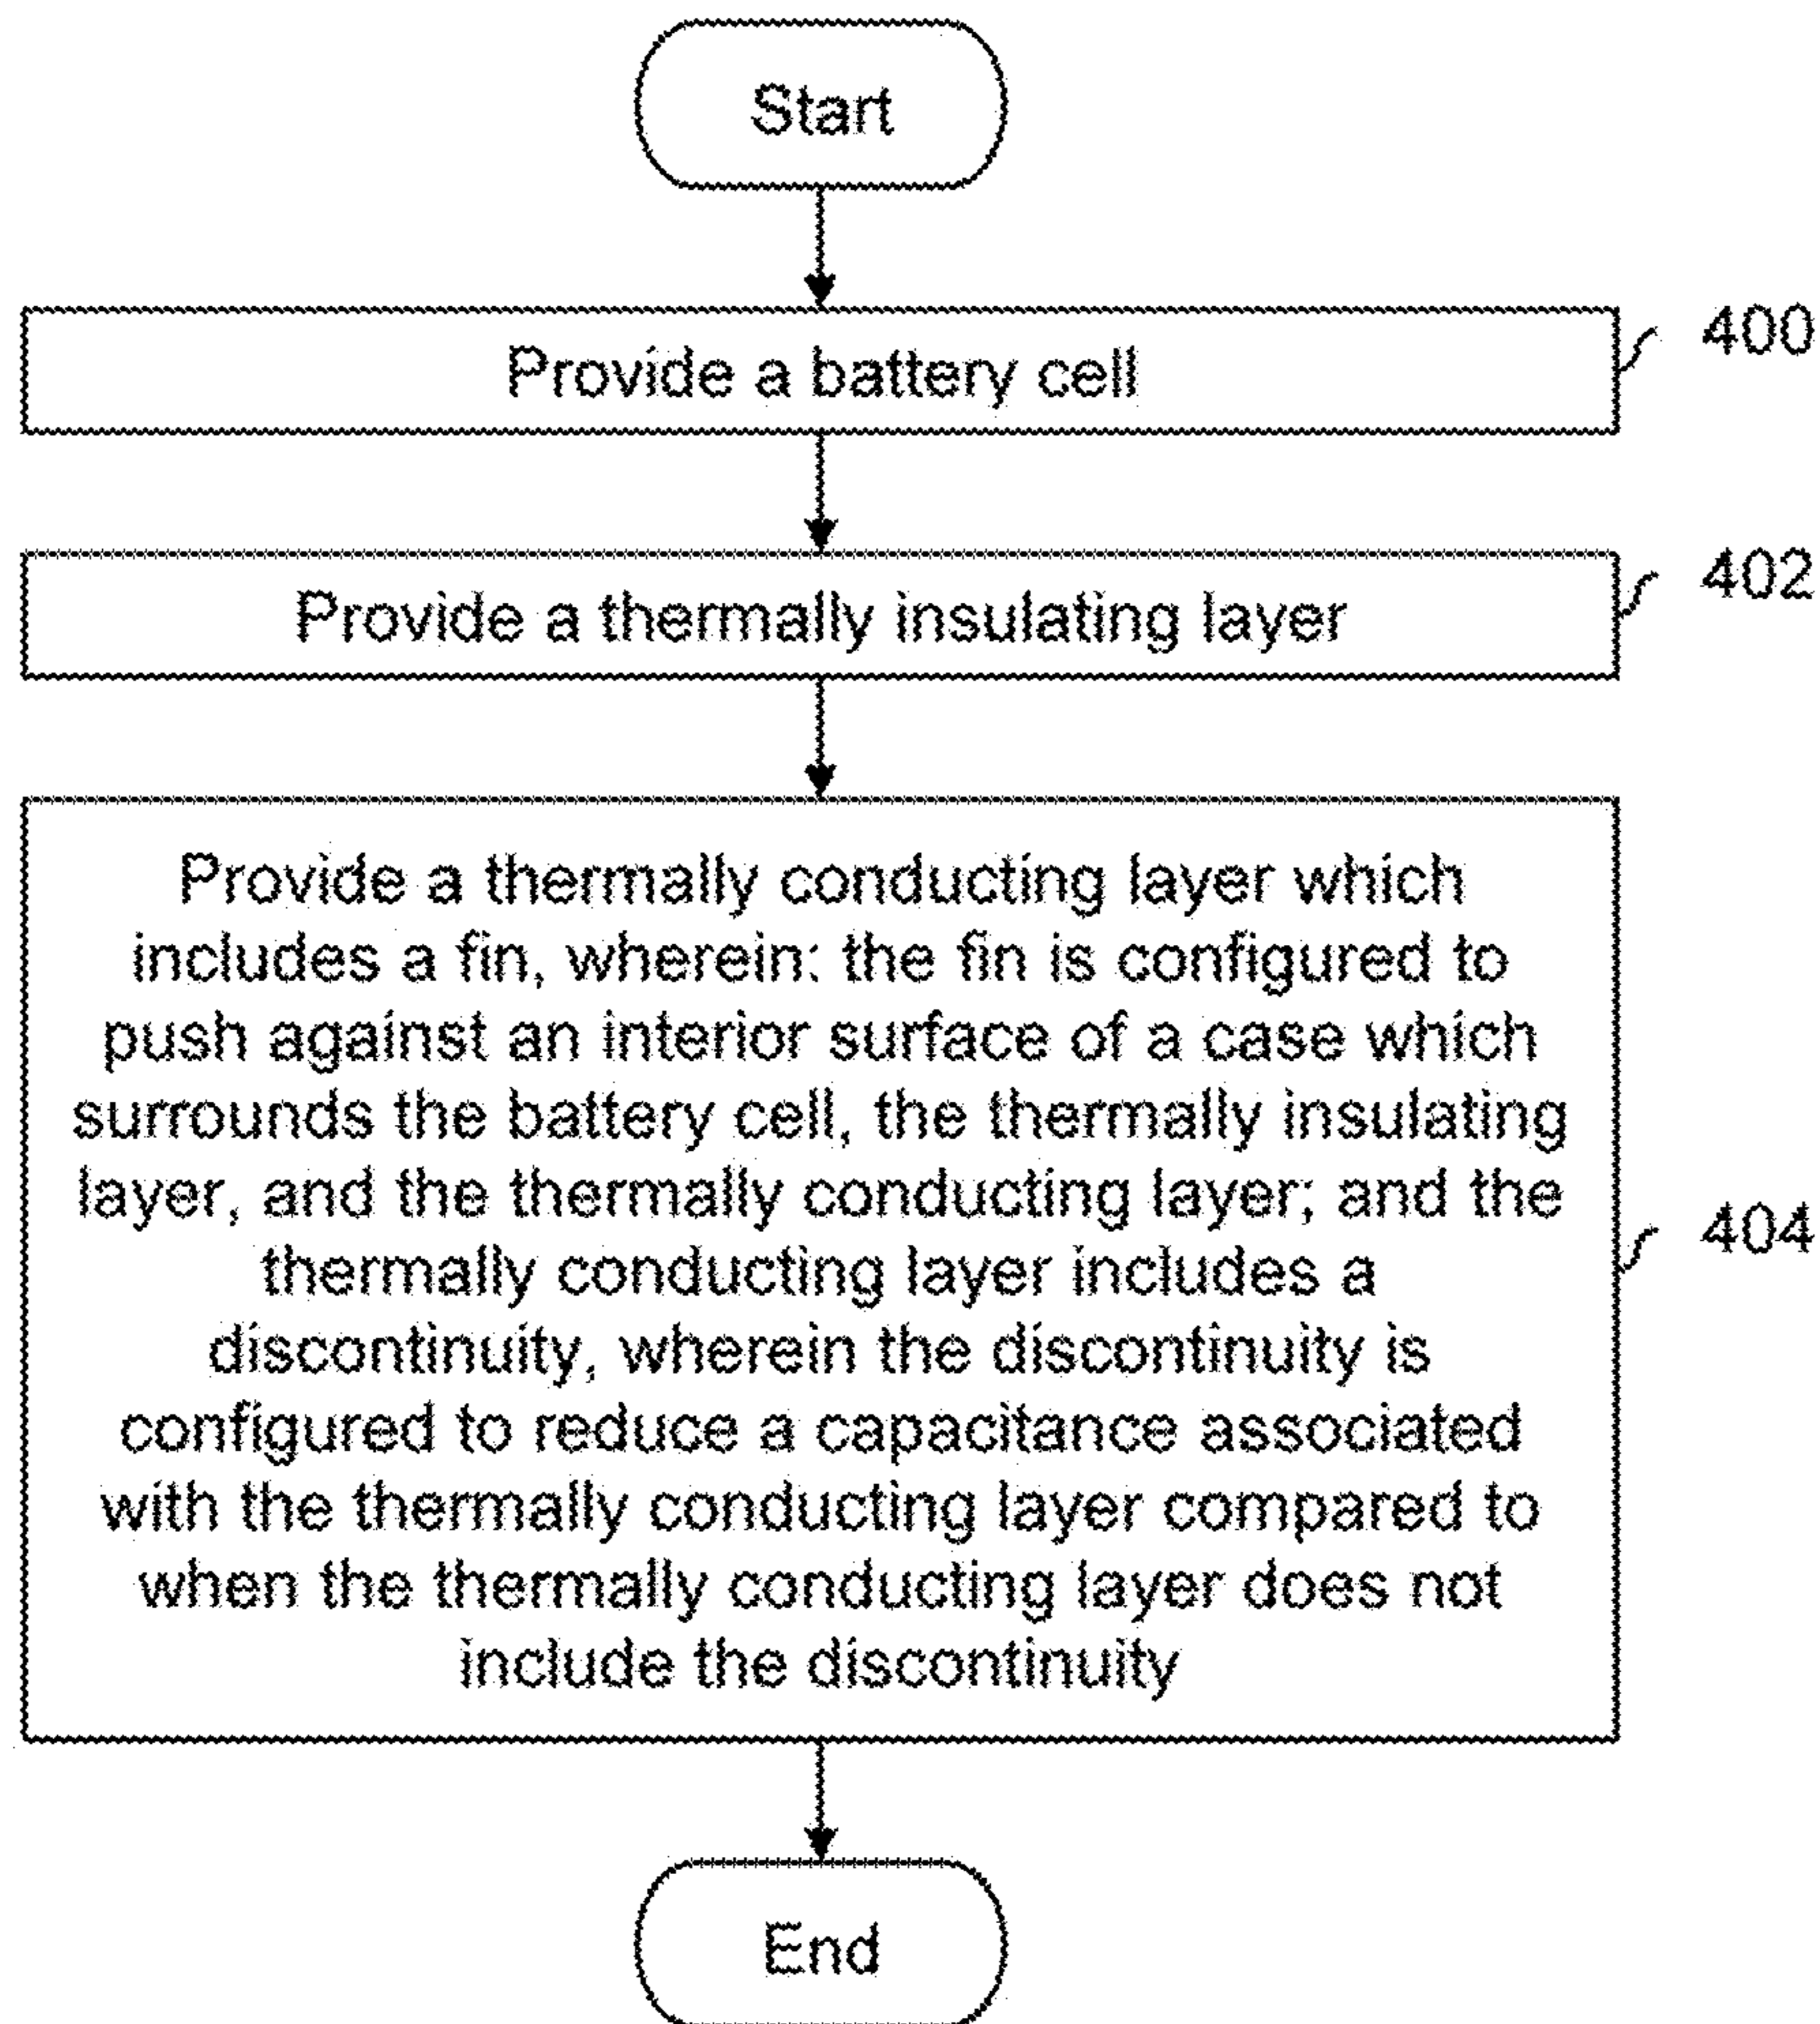 Start
Provide a battery cell
400
Provide a thermally insulating layer
402
Provide a thermally conducting layer which
includes a fin, wherein: the fin is configured to
push against an interior surface of a case which
surrounds the battery cell, the thermally insulating
layer, and the thermally conducting layer; and the
thermally conducting layer includes a
discontinuity, wherein the discontinuity is
configured to reduce a capacitance associated
with the thermally conducting layer compared to
when the thermally conducting layer does not
include the discontinuity
404
End